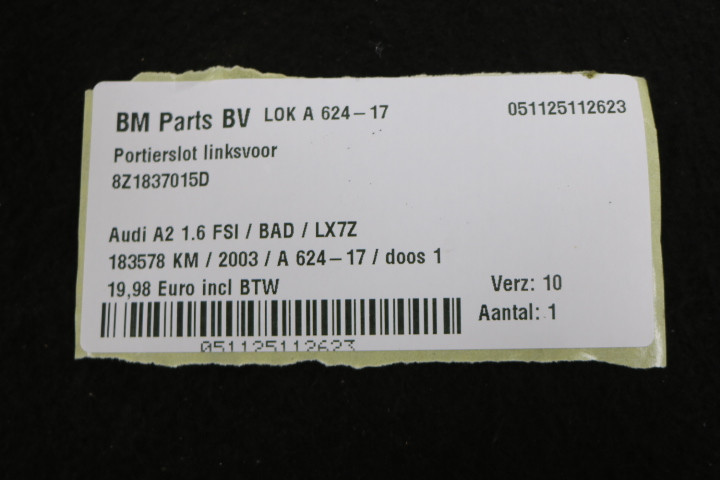 BM Parts BV LOK A 624-17 051125112623
Portierslot linksvoor
8Z1837015D
Audi A2 1.6 FSI / BAD / LX7Z
183578 KM / 2003 / A 624-17 / doos 1
19,98 Euro incl BTW Verz: 10
Aantal: 1
051125112623